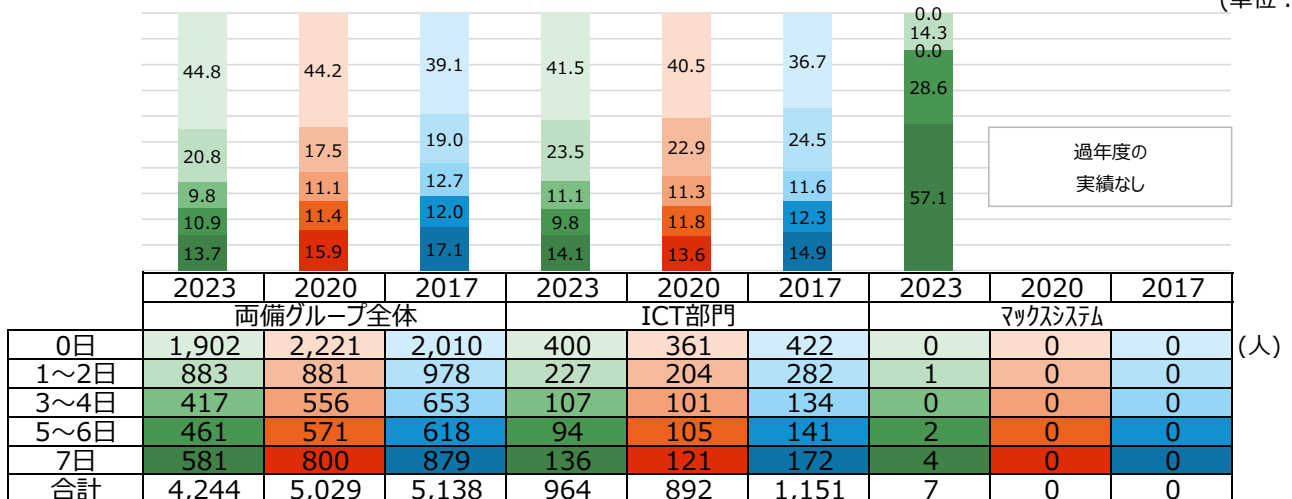 (単位：
44.8 44.2 39.1 41.5 40.5 36.7 0.0
14.3
0.0
20.8 17.5 19.0 23.5 22.9 24.5 28.6
9.8 11.1 12.7 11.1 11.3 11.6 57.1
10.9 11.4 12.0 9.8 11.8 12.3
13.7 15.9 17.1 14.1 13.6 14.9
過年度の
実績なし
2023 2020 2017 2023 2020 2017 2023 2020 2017
両備グループ全体 ICT部門 マックスシステム
0日 1,902 2,221 2,010 400 361 422 0 0 0 (人)
1～2日 883 881 978 227 204 282 1 0 0
3～4日 417 556 653 107 101 134 0 0 0
5～6日 461 571 618 94 105 141 2 0 0
7日 581 800 879 136 121 172 4 0 0
合計 4,244 5,029 5,138 964 892 1,151 7 0 0